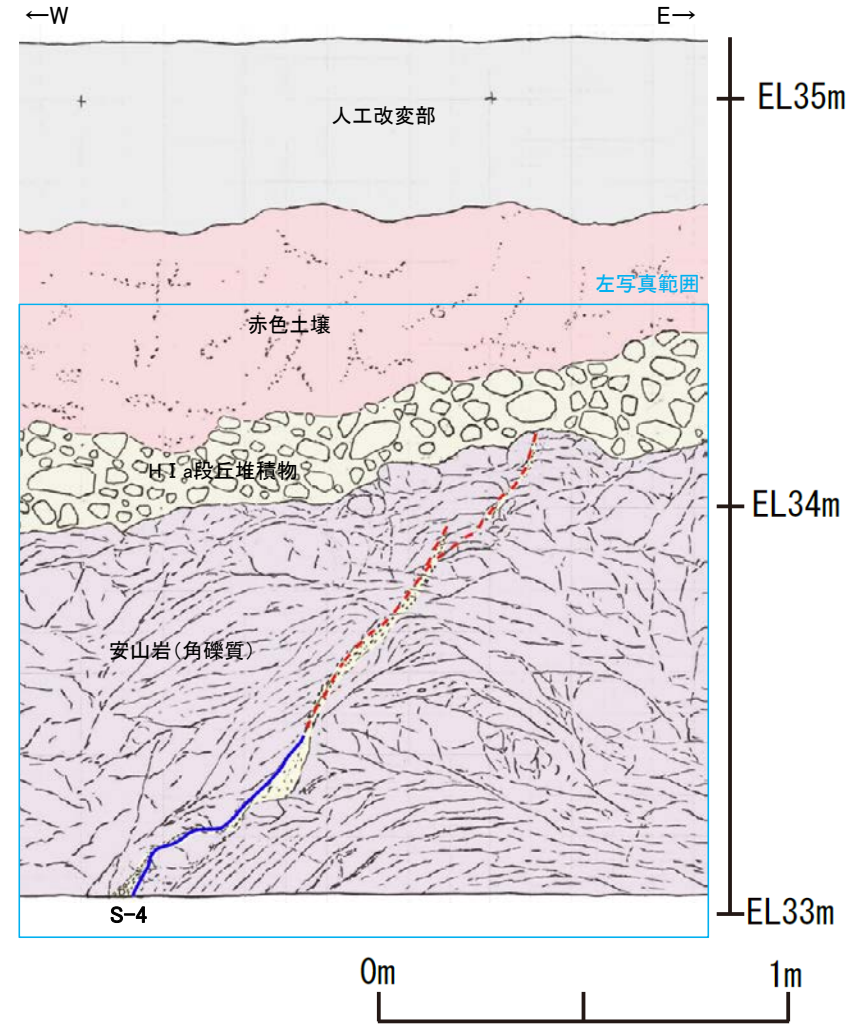 ←W
E→
EL35m
人工改変部
左写真範囲
赤色土壌
HⅠa段丘堆積物
EL34m
安山岩(角礫質)
S-4
EL33m
0m
1m